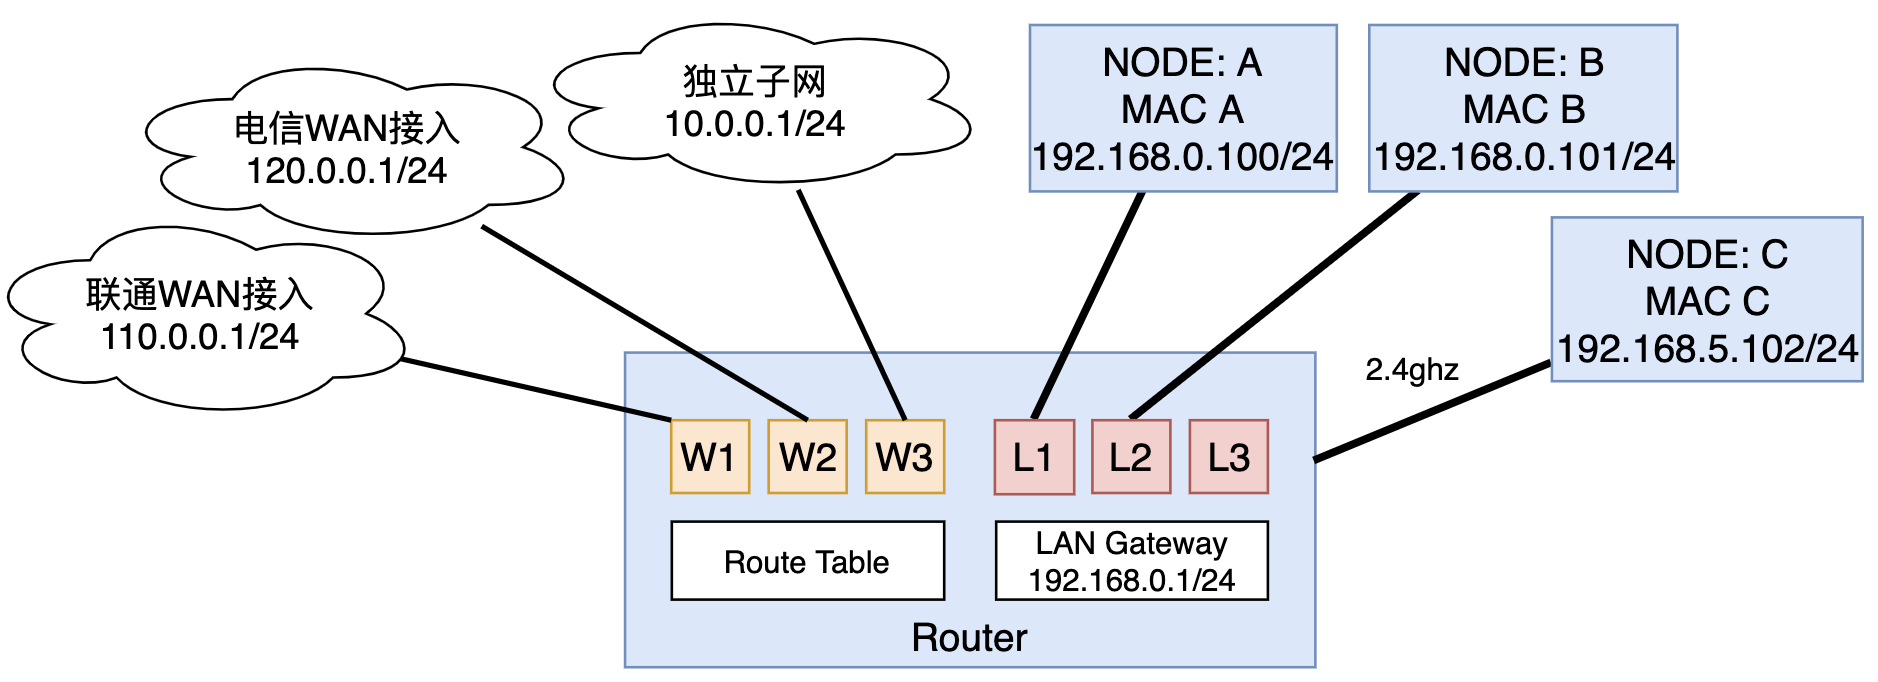 独立子网
10.0.0.1/24
电信WAN接入
120.0.0.1/24
联通WAN接入
110.0.0.1/24
NODE: A
MAC A
192.168.0.100/24
NODE: B
MAC B
192.168.0.101/24
NODE: C
MAC C
192.168.5.102/24
2.4ghz
W1
W2
W3
L1
L2
L3
Route Table
LAN Gateway
192.168.0.1/24
Router